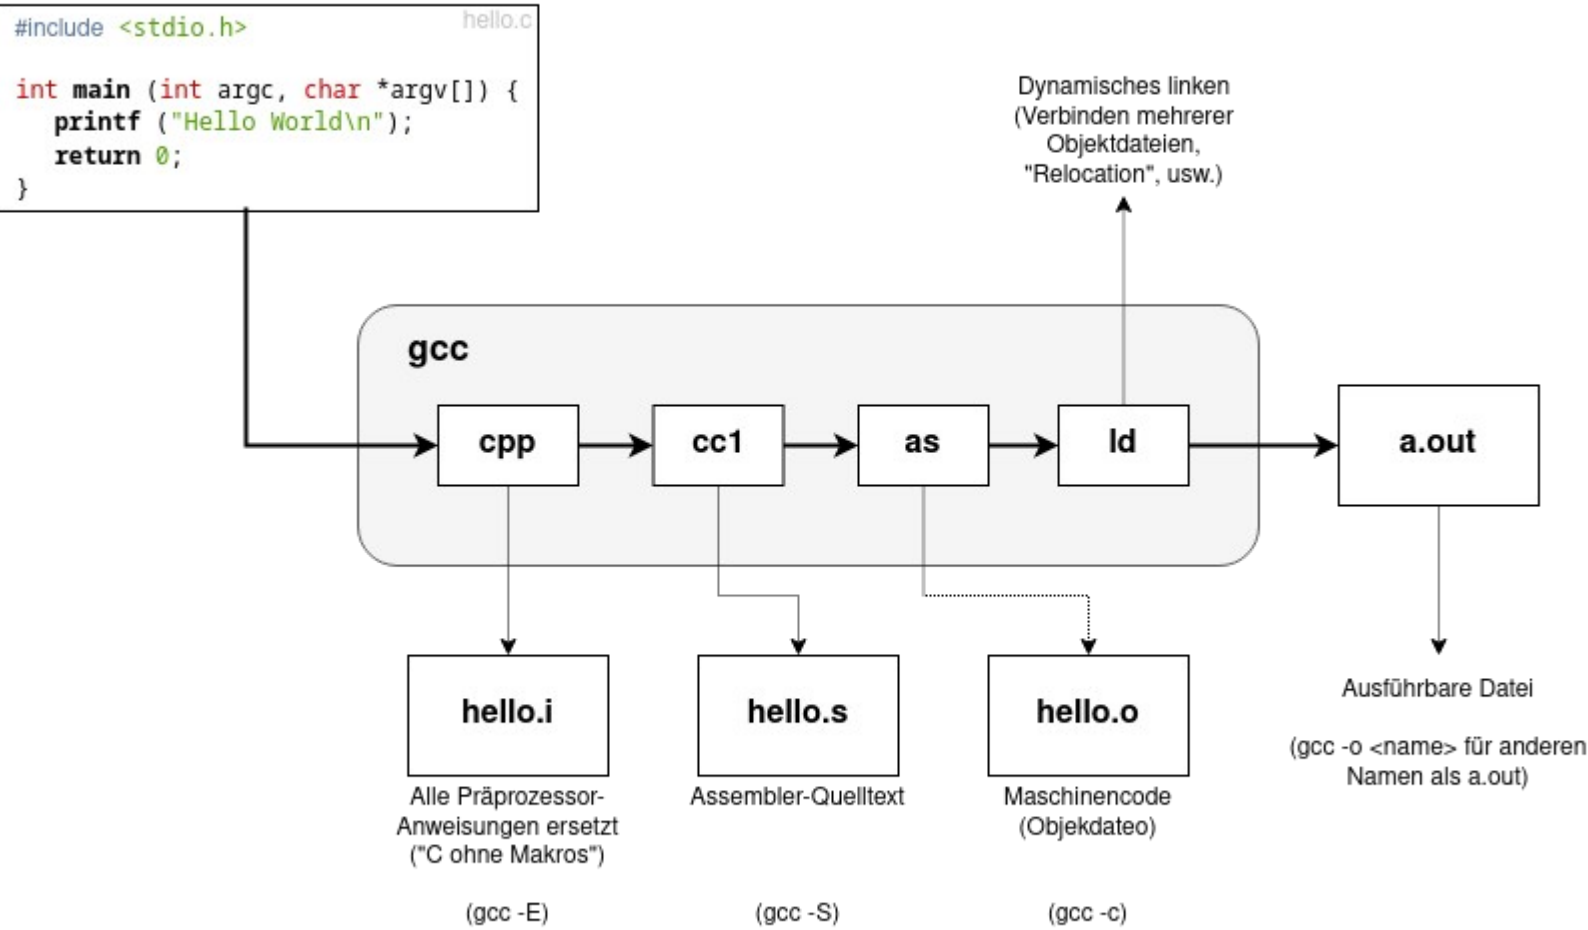 #include <stdio.h>
hello.c
int main (int argc, char *argv[]) {
printf ("Hello World\n");
return 0;
}
Dynamisches linken
(Verbinden mehrerer
Objektdateien,
"Relocation", usw.)
gcc
cpp
cc1
as
ld
a.out
hello.i
hello.s
hello.o
Alle Präprozessor-
Anweisungen ersetzt
("C ohne Makros")
(gcc -E)
Assembler-Quelltext
(gcc -S)
Maschinencode
(Objekdateo)
(gcc -c)
Ausführbare Datei
(gcc -o <name> für anderen
Namen als a.out)